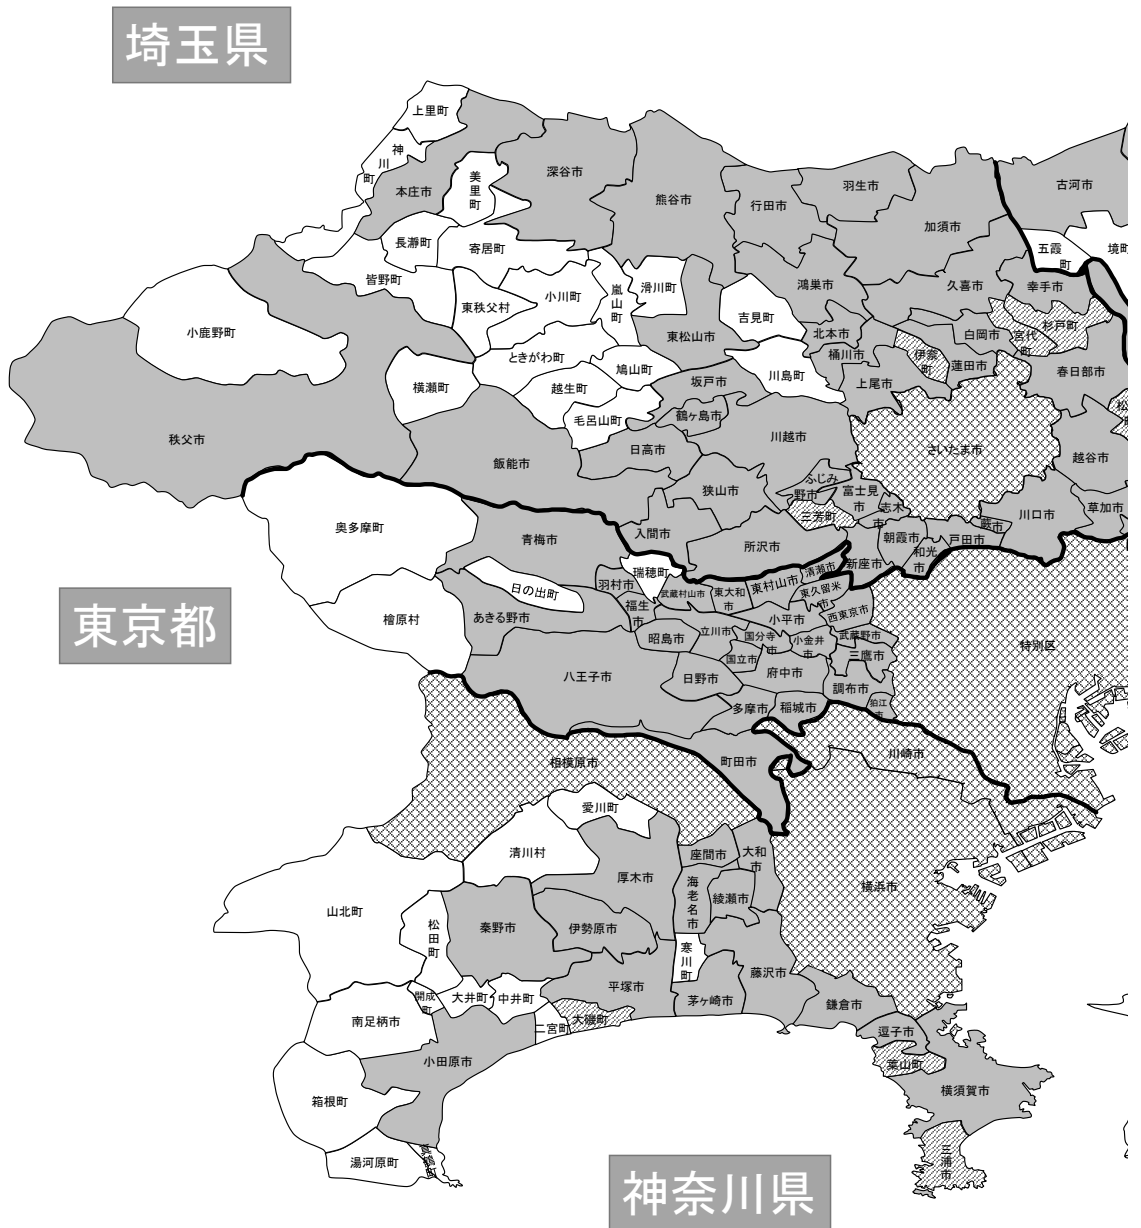 埼玉県
上里町
神川町
本庄市
美里町
深谷市
熊谷市
行田市
羽生市
加須市
古河市
長瀞町
寄居町
皆野町
東秩父村
小川町
嵐山町
滑川町
吉見町
鴻巣市
久喜市
幸手市
五霞町
境町
小鹿野町
東松山市
北本市
白岡市
宮代町
杉戸町
ときがわ町
鳩山町
桶川市
伊奈町
蓮田市
春日部市
横瀬町
越生町
坂戸市
川島町
上尾市
松
毛呂山町
鶴ヶ島市
秩父市
飯能市
日高市
川越市
さいたま市
越谷市
狭山市
ふじみ野市
富士見市
志木市
三芳町
川口市
草加市
蕨市
戸田市
奥多摩町
青梅市
入間市
所沢市
新座市
朝霞市
和光市
瑞穂町
清瀬市
東村山市
東久留米市
日の出町
羽村市
武蔵村山市
東大和市
西東京市
東京都
檜原村
あきる野市
福生市
昭島市
立川市
国分寺市
小平市
小金井市
武蔵野市
三鷹市
特別区
八王子市
日野市
国立市
府中市
調布市
狛江市
多摩市
稲城市
町田市
川崎市
相模原市
愛川町
清川村
厚木市
座間市
大和市
海老名市
綾瀬市
横浜市
山北町
松田町
秦野市
伊勢原市
寒川町
藤沢市
開成町
大井町
中井町
平塚市
茅ヶ崎市
鎌倉市
南足柄市
二宮町
大磯町
逗子市
小田原市
葉山町
箱根町
横須賀市
湯河原町
真鶴町
三浦市
神奈川県